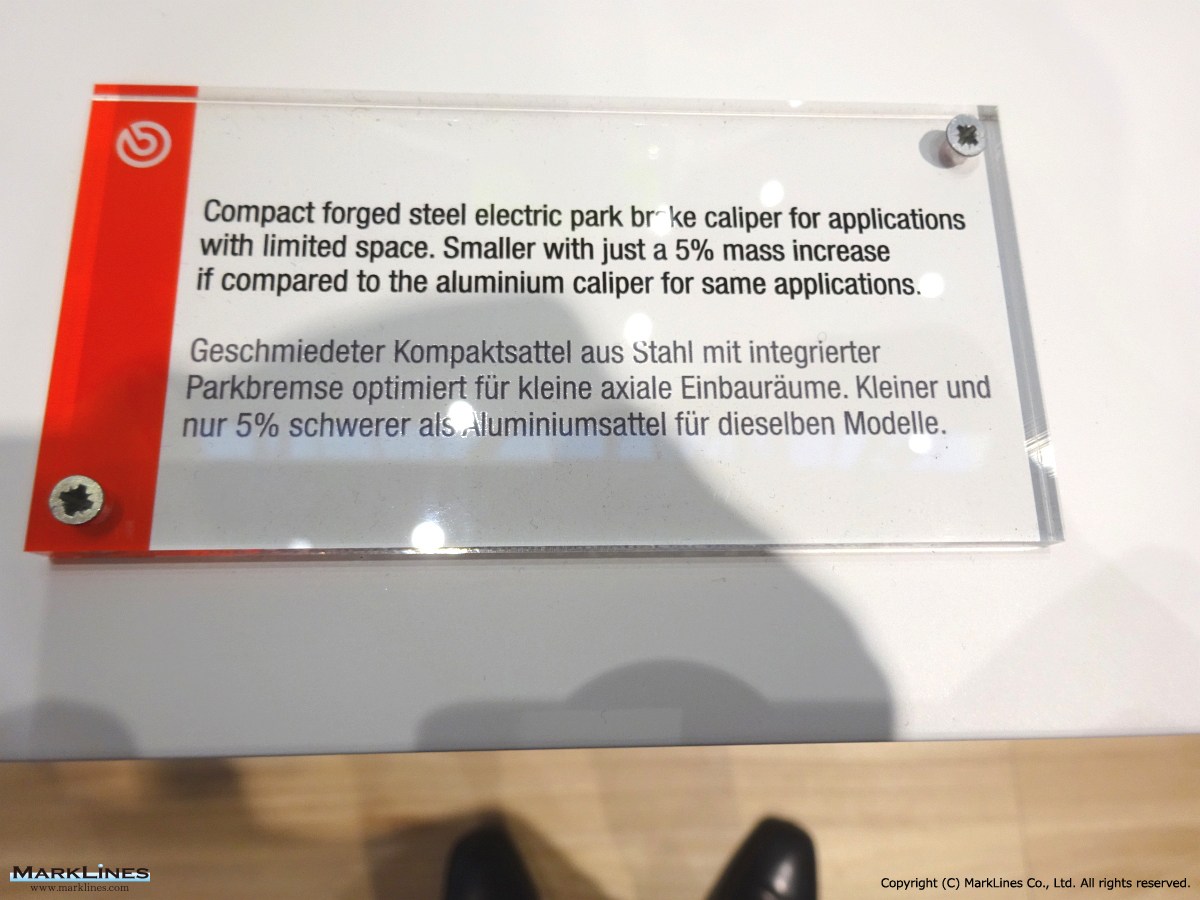 Compact forged steel electric park brake caliper for applications
with limited space. Smaller with just a 5% mass increase
if compared to the aluminium caliper for same applications.
Geschmiedeter Kompaktsattel aus Stahl mit integrierter
Parkbremse optimiert für kleine axiale Einbauräume. Kleiner und
nur 5% schwerer als Aluminiumsattel für dieselben Modelle.
MARKLINES
www.marklines.com
Copyright (C) MarkLines Co., Ltd. All rights reserved.